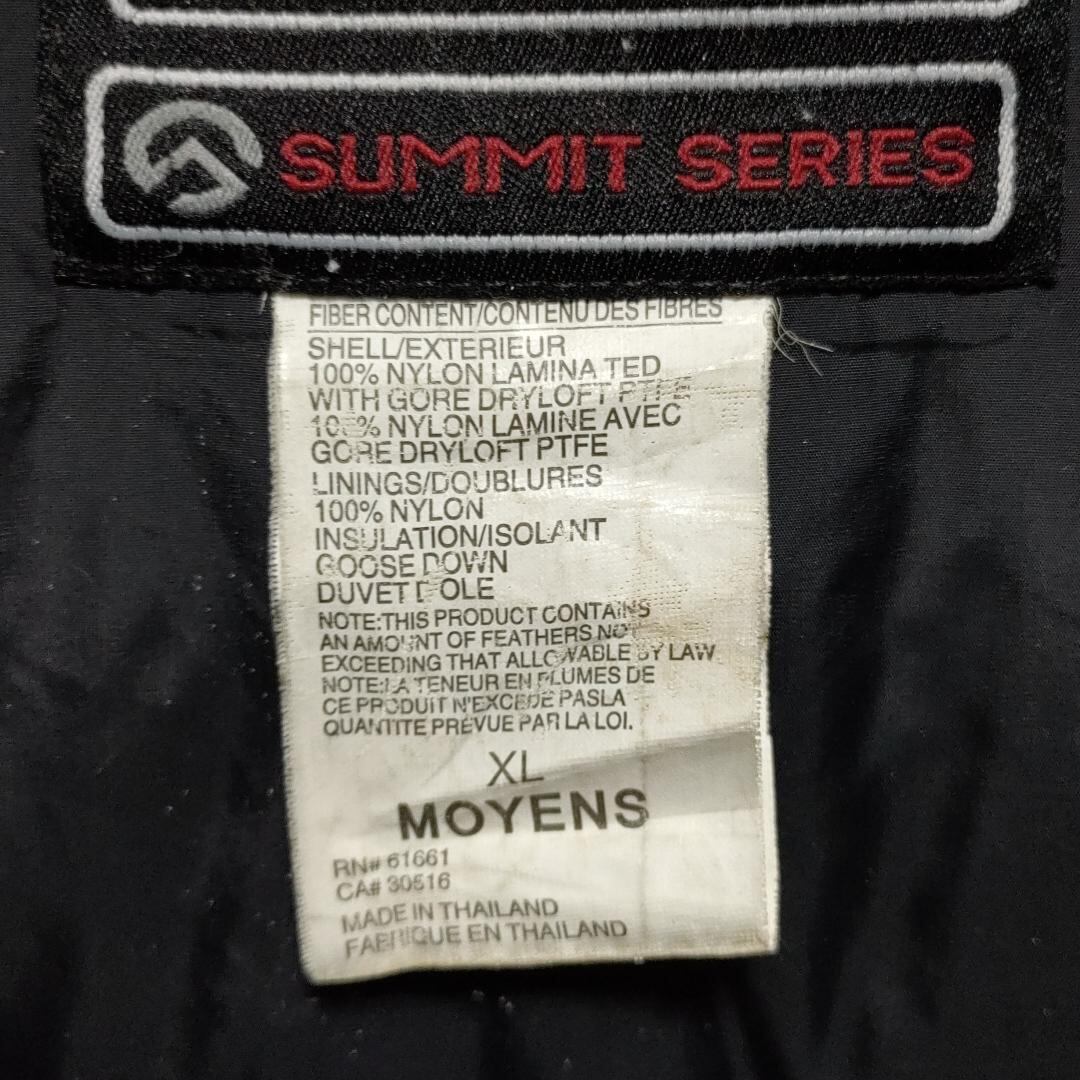 SUMMIT SERIES
FIBER CONTENT/CONTENU DES FIBRES
SHELL/EXTERIEUR
100% NYLON LAMINA TED
WITH GORE DRYLOFT PTFE
100% NYLON LAMINE AVEC
GORE DRYLOFT PTFE
LININGS/DOUBLURES
100% NYLON
INSULATION/ISOLANT
GOOSE DOWN
DUVET D OLE
NOTE:THIS PRODUCT CONTAINS
AN AMOUNT OF FEATHERS NOT
EXCEEDING THAT ALLOWABLE BY LAW
NOTE:LA TENEUR EN PLUMES DE
CE PRODUIT N'EXCEDE PASLA
QUANTITE PRÉVUE PAR LA LOI.
XL
MOYENS
RN# 61661
CA# 30516
MADE IN THAILAND
FABRIQUE EN THAILAND